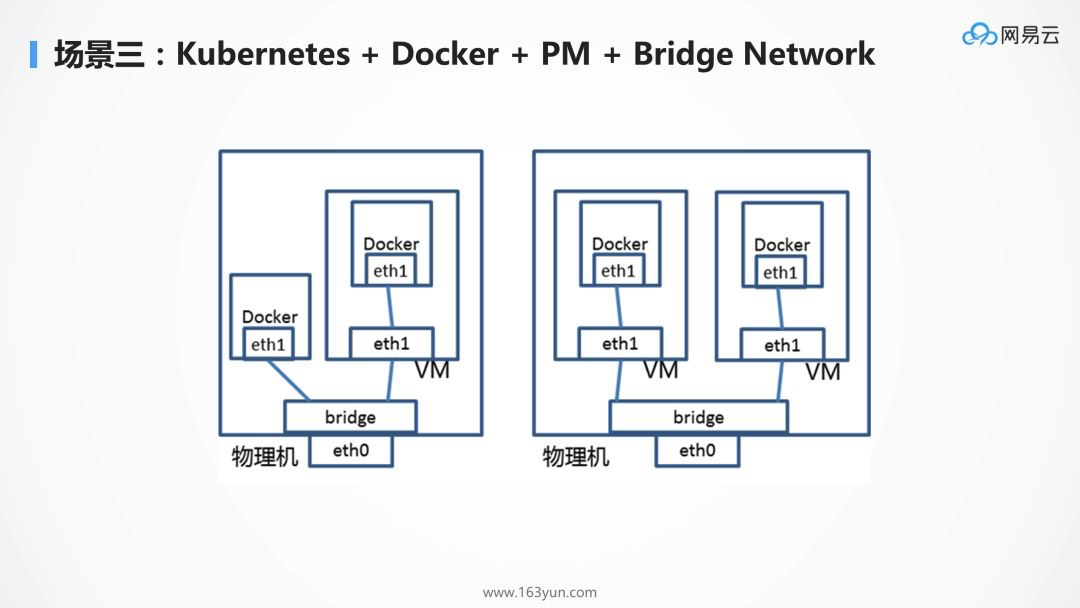 场景三：Kubernetes + Docker + PM + Bridge Network
网易云
Docker
eth1
Docker
eth1
eth1
VM
bridge
物理机
eth0
Docker
eth1
eth1
VM
Docker
eth1
eth1
VM
bridge
物理机
eth0
www.163yun.com